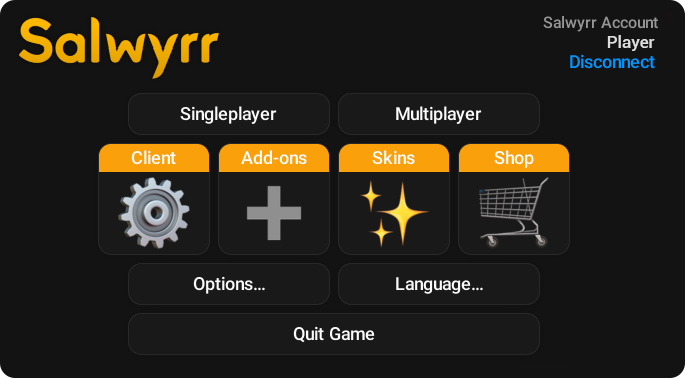 Salwyrr
Salwyrr Account
Player
Disconnect
Singleplayer
Multiplayer
Client
Add-ons
Skins
Shop
Options...
Language...
Quit Game